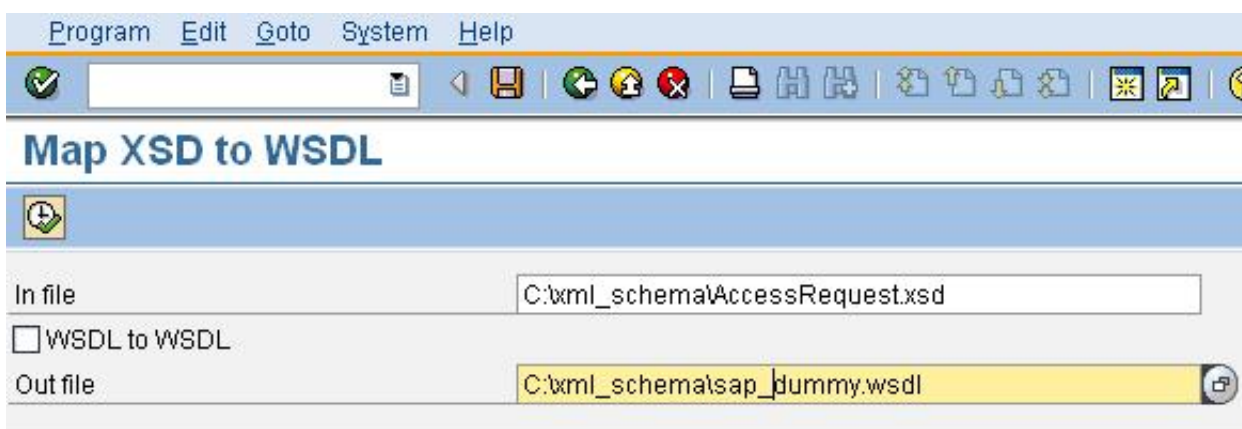 Program Edit Goto System Help
Map XSD to WSDL
In file C:\xml_schema\AccessRequest.xsd
WSDL to WSDL
Out file C:\xml_schema\sap_dummy.wsdl